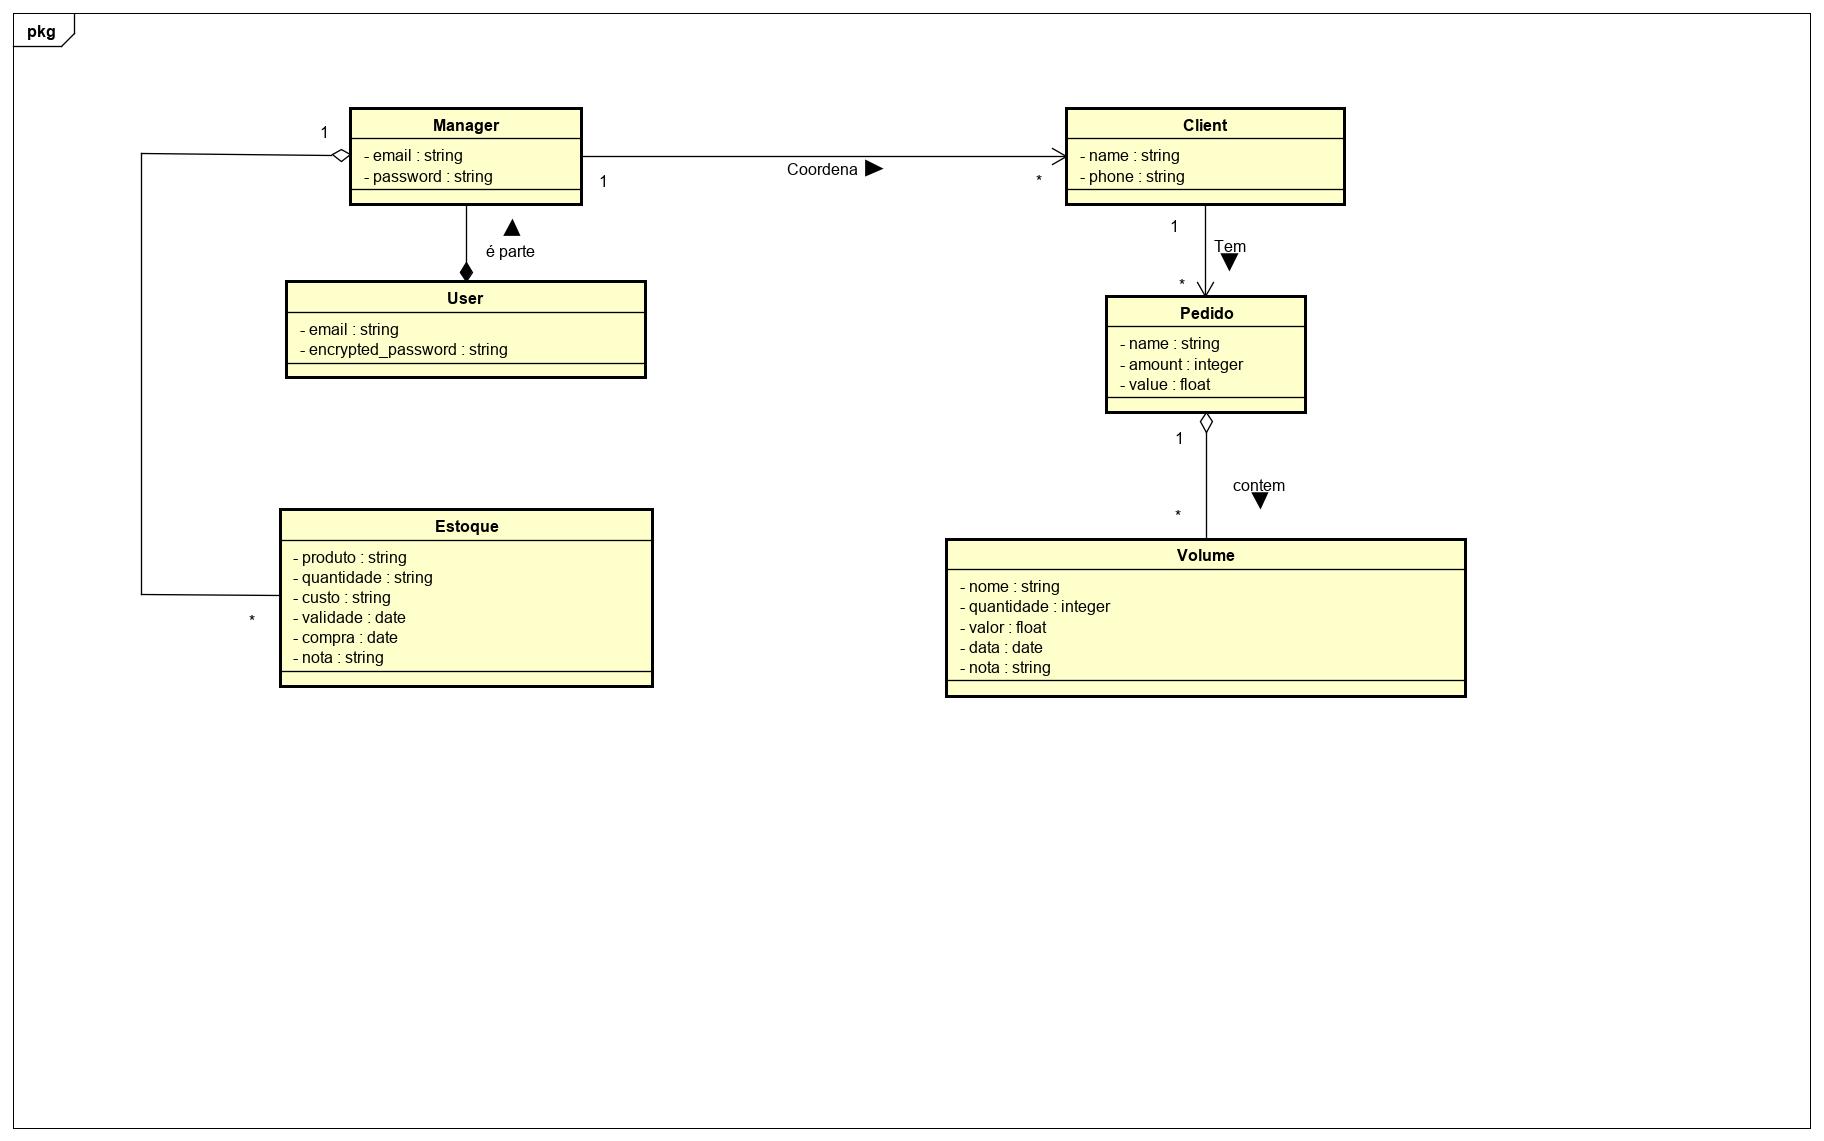 pkg
1
Manager
- email : string
- password : string
1
Coordena
*
Client
- name : string
- phone : string
é parte
User
- email : string
- encrypted_password : string
1
Tem
*
Pedido
- name : string
- amount : integer
- value : float
1
contem
*
Estoque
- produto : string
- quantidade : string
- custo : string
- validade : date
- compra : date
- nota : string
*
Volume
- nome : string
- quantidade : integer
- valor : float
- data : date
- nota : string